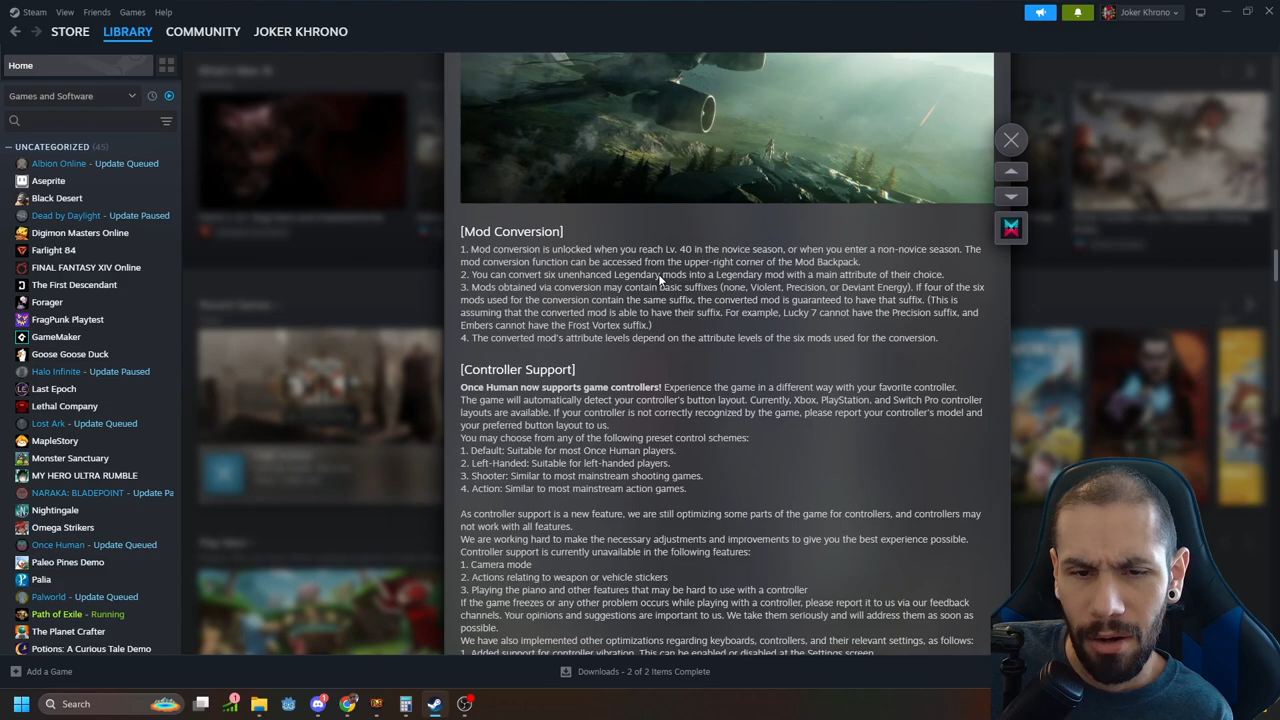 Steam View Friends Games Help
Joker Khrono
STORE LIBRARY COMMUNITY JOKER KHRONO
Home
Games and Software
UNCATEGORIZED (45)
Albion Online - Update Queued
Aseprite
Black Desert
Dead by Daylight - Update Paused
Digimon Masters Online
Farlight 84
FINAL FANTASY XIV Online
The First Descendant
Forager
FragPunk Playtest
GameMaker
Goose Goose Duck
Halo Infinite - Update Paused
Last Epoch
Lethal Company
Lost Ark - Update Queued
MapleStory
Monster Sanctuary
MY HERO ULTRA RUMBLE
NARAKA: BLADEPOINT - Update Pa
Nightingale
Omega Strikers
Once Human - Update Queued
Paleo Pines Demo
Palia
Palworld - Update Queued
Path of Exile - Running
The Planet Crafter
Potions: A Curious Tale Demo
[Mod Conversion]
1. Mod conversion is unlocked when you reach Lv. 40 in the novice season, or when you enter a non-novice season. The
mod conversion function can be accessed from the upper-right corner of the Mod Backpack.
2. You can convert six unenhanced Legendary mods into a Legendary mod with a main attribute of their choice.
3. Mods obtained via conversion may contain basic suffixes (none, Violent, Precision, or Deviant Energy). If four of the six
mods used for the conversion contain the same suffix, the converted mod is guaranteed to have that suffix. (This is
assuming that the converted mod is able to have their suffix. For example, Lucky 7 cannot have the Precision suffix, and
Embers cannot have the Frost Vortex suffix.)
4. The converted mod's attribute levels depend on the attribute levels of the six mods used for the conversion.
[Controller Support]
Once Human now supports game controllers! Experience the game in a different way with your favorite controller.
The game will automatically detect your controller's button layout. Currently, Xbox, PlayStation, and Switch Pro controller
layouts are available. If your controller is not correctly recognized by the game, please report your controller's model and
your preferred button layout to us.
You may choose from any of the following preset control schemes:
1. Default: Suitable for most Once Human players.
2. Left-Handed: Suitable for left-handed players.
3. Shooter: Similar to most mainstream shooting games.
4. Action: Similar to most mainstream action games.
As controller support is a new feature, we are still optimizing some parts of the game for controllers, and controllers may
not work with all features.
We are working hard to make the necessary adjustments and improvements to give you the best experience possible.
Controller support is currently unavailable in the following features:
1. Camera mode
2. Actions relating to weapon or vehicle stickers
3. Playing the piano and other features that may be hard to use with a controller
If the game freezes or any other problem occurs while playing with a controller, please report it to us via our feedback
channels. Your opinions and suggestions are important to us. We take them seriously and will address them as soon as
possible.
We have also implemented other optimizations regarding keyboards, controllers, and their relevant settings, as follows:
1. Added support for controller vibration. This can be enabled or disabled at the Settings screen.
Add a Game
Downloads - 2 of 2 Items Complete
Search